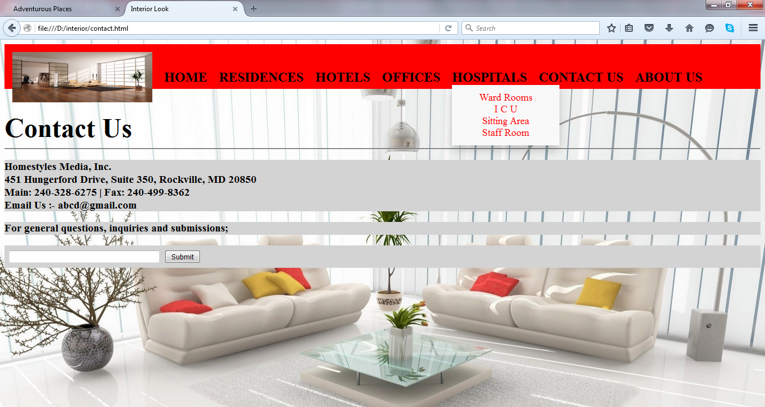 Adventurous Places
Interior Look
file:///D:/interior/contact.html
Search
HOME RESIDENCES HOTELS OFFICES HOSPITALS CONTACT US ABOUT US
Ward Rooms
I C U
Sitting Area
Staff Room
Contact Us
Homestyles Media, Inc.
451 Hungerford Drive, Suite 350, Rockville, MD 20850
Main: 240-328-6275 | Fax: 240-499-8362
Email Us :- abcd@gmail.com
For general questions, inquiries and submissions;
Submit